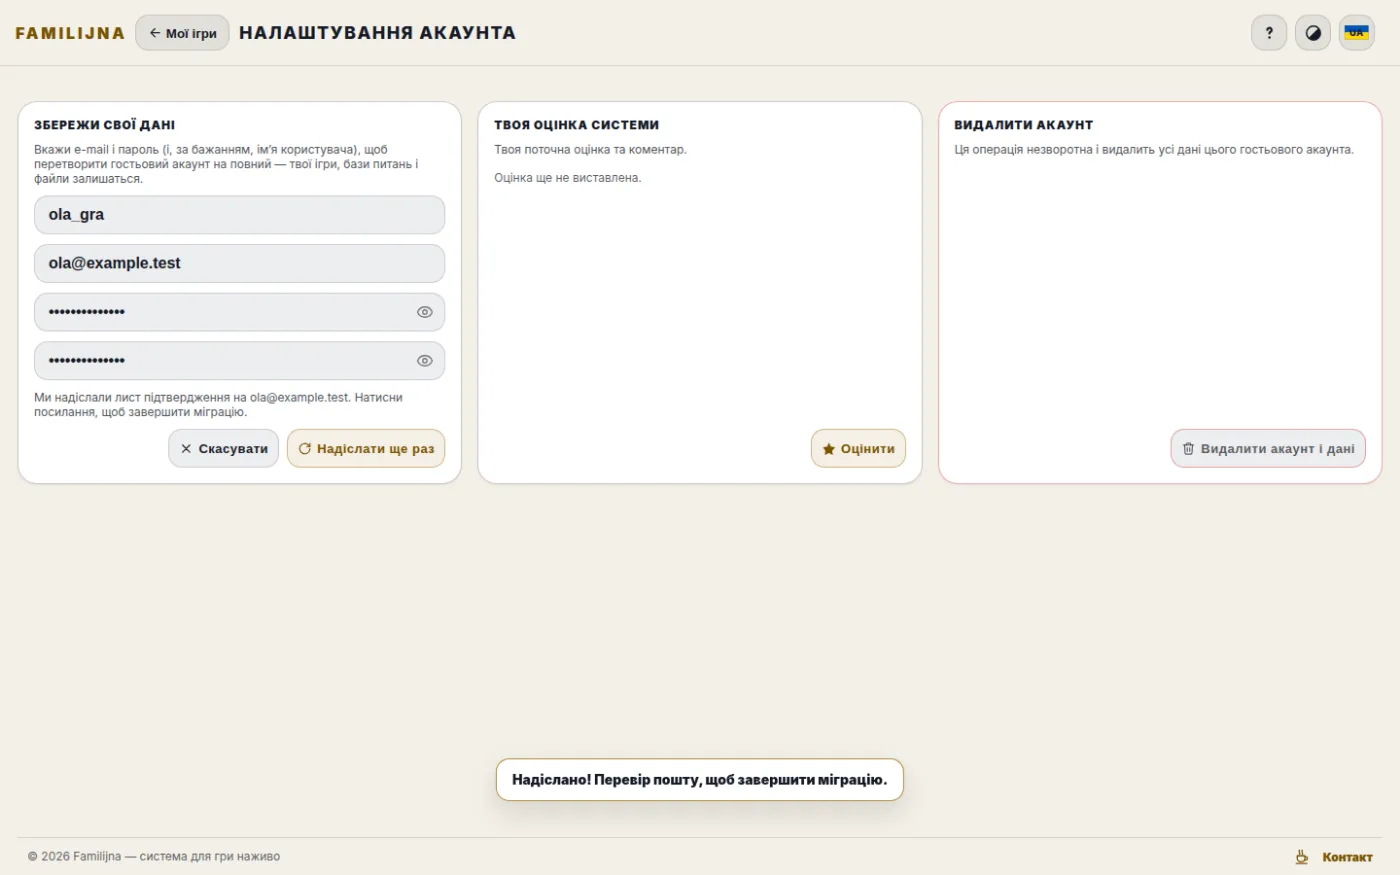 FAMILIJNA
Мої ігри
НАЛАШТУВАННЯ АКАУНТА
?
UA
ЗБЕРЕЖИ СВОЇ ДАНІ
Вкажи e-mail і пароль (і, за бажанням, ім’я користувача), щоб
перетворити гостьовий акаунт на повний — твої ігри, бази питань і
файли залишаться.
ola_gra
ola@example.test
••••••••••••••
••••••••••••••
Ми надіслали лист підтвердження на ola@example.test. Натисни
посилання, щоб завершити міграцію.
Скасувати
Надіслати ще раз
ТВОЯ ОЦІНКА СИСТЕМИ
Твоя поточна оцінка та коментар.
Оцінка ще не виставлена.
Оцінити
ВИДАЛИТИ АКАУНТ
Ця операція незворотна і видалить усі дані цього гостьового акаунта.
Видалити акаунт і дані
Надіслано! Перевір пошту, щоб завершити міграцію.
© 2026 Familijna — система для гри наживо
Контакт